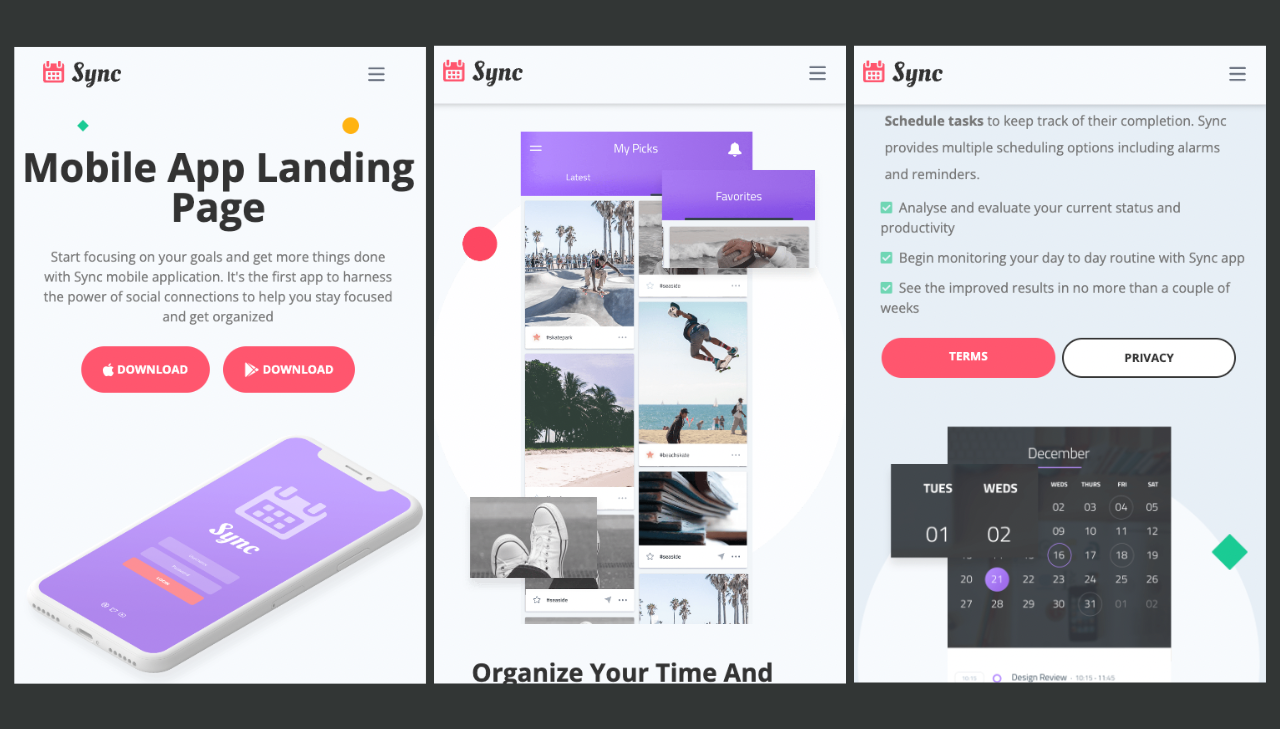 Sync
Mobile App Landing
Page
Start focusing on your goals and get more things done
with Sync mobile application. It's the first app to harness
the power of social connections to help you stay focused
and get organized
DOWNLOAD
DOWNLOAD
Sync
Sync
My Picks
Latest
Favorites
#skatepark
#seaside
#beachside
#seaside
#seaside
Organize Your Time And
Sync
Schedule tasks to keep track of their completion. Sync
provides multiple scheduling options including alarms
and reminders.
Analyse and evaluate your current status and
productivity
Begin monitoring your day to day routine with Sync app
See the improved results in no more than a couple of
weeks
TERMS
PRIVACY
December
TUES WEDS
01 02
WEDS THURS FRI SAT
02 03 04 05
09 10 11 12
16 17 18 19
20 21 22 23 24 25 26
27 28 29 30 31 01 02
Design Review · 10:15 - 11:45